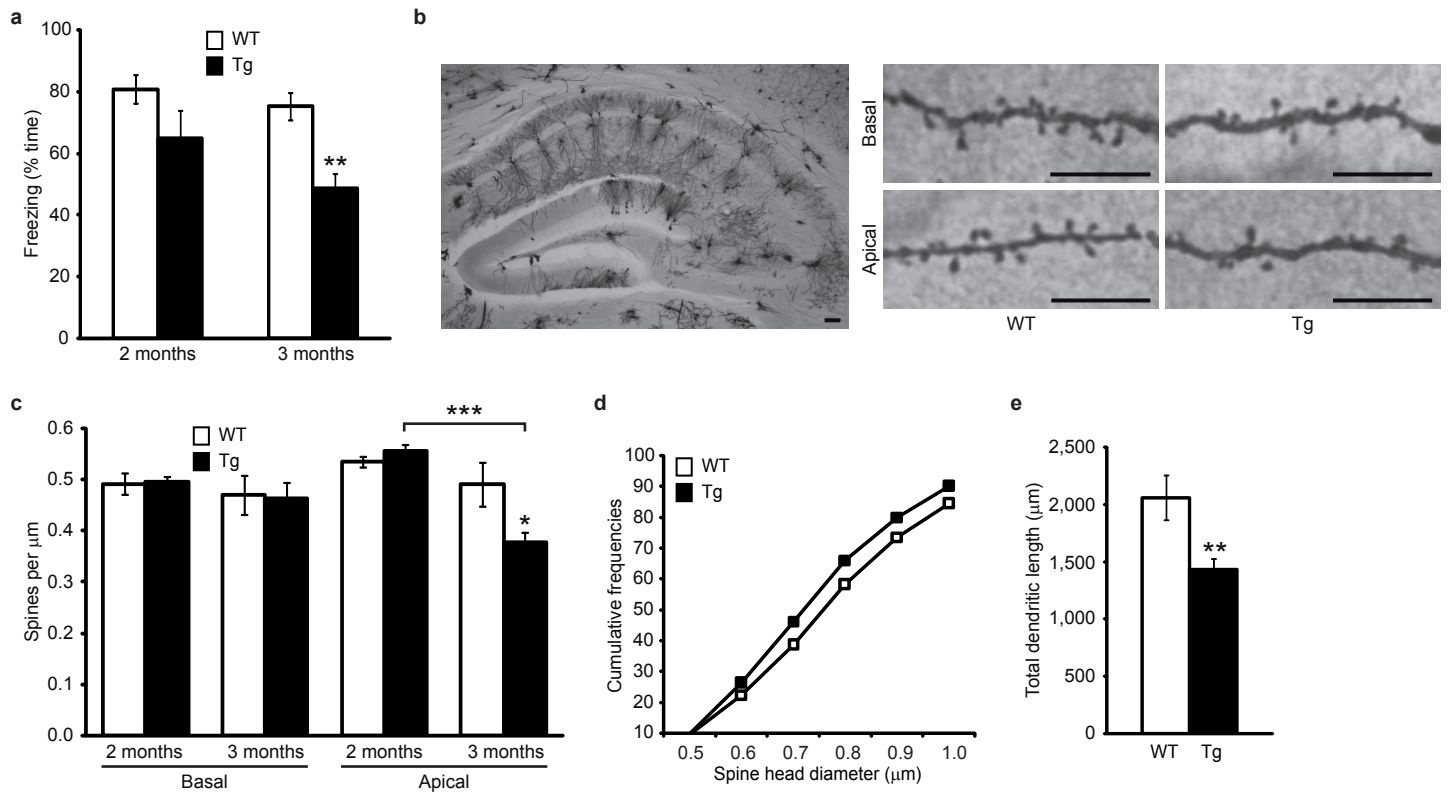 a
100
80
60
40
20
0
Freezing (% time)
WT
Tg
**
2 months
3 months
b
Basal
Apical
WT
Tg
c
0.6
0.5
0.4
0.3
0.2
0.1
0.0
Spines per μm
WT
Tg
***
*
2 months
3 months
2 months
3 months
Basal
Apical
d
100
90
80
70
60
50
40
30
20
10
Cumulative frequencies
WT
Tg
0.5
0.6
0.7
0.8
0.9
1.0
Spine head diameter (μm)
e
2,500
2,000
1,500
1,000
500
0
Total dendritic length (μm)
**
WT
Tg